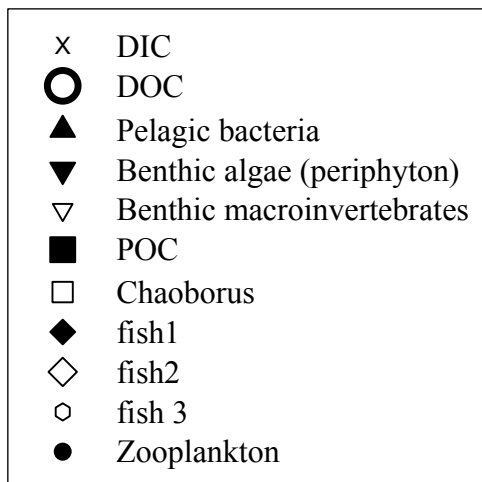 x DIC
DOC
Pelagic bacteria
Benthic algae (periphyton)
Benthic macroinvertebrates
POC
Chaoborus
fish1
fish2
fish 3
Zooplankton